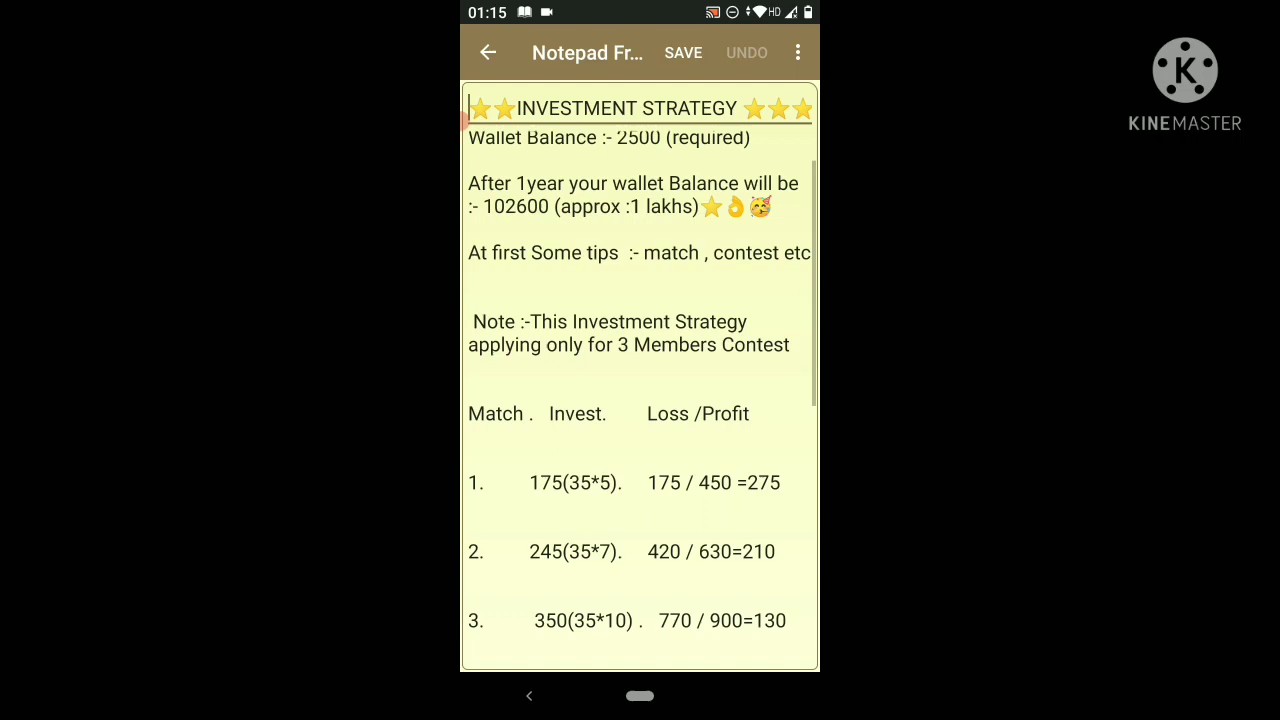 01:15 HD
Notepad Fr... SAVE UNDO
⭐⭐INVESTMENT STRATEGY ⭐⭐⭐
Wallet Balance :- 2500 (required)
After 1year your wallet Balance will be
:- 102600 (approx :1 lakhs)⭐👌🥳
At first Some tips :- match , contest etc
Note :-This Investment Strategy
applying only for 3 Members Contest
Match . Invest. Loss /Profit
1. 175(35*5). 175 / 450 =275
2. 245(35*7). 420 / 630=210
3. 350(35*10) . 770 / 900=130
K
KINEMASTER